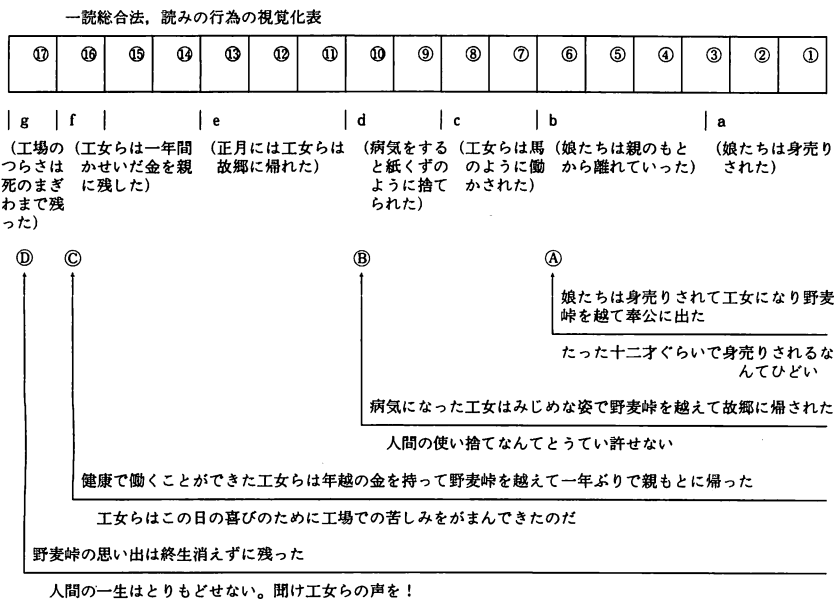 一読総合法，読みの行為の視覚化表
⑰ ⑯ ⑮ ⑭ ⑬ ⑫ ⑪ ⑩ ⑨ ⑧ ⑦ ⑥ ⑤ ④ ③ ② ①
g f e d c b a
（工場の
つらさは
死のまぎ
わまで残
った）
（工女らは一年間
かせいだ金を親
に残した）
（正月には工女らは
故郷に帰れた）
（病気をする
と紙くずの
ように捨て
られた）
（工女らは馬
のように働
かされた）
（娘たちは親のもと
から離れていった）
（娘たちは身売り
された）
Ⓓ Ⓒ Ⓑ Ⓐ
娘たちは身売りされて工女になり野麦
峠を越て奉公に出た
たった十二才ぐらいで身売りされるな
んてひどい
病気になった工女はみじめな姿で野麦峠を越えて故郷に帰された
人間の使い捨てなんてとうてい許せない
健康で働くことができた工女らは年越の金を持って野麦峠を越えて一年ぶりで親もとに帰った
工女らはこの日の喜びのために工場での苦しみをがまんできたのだ
野麦峠の思い出は終生消えずに残った
人間の一生はとりもどせない。聞け工女らの声を！